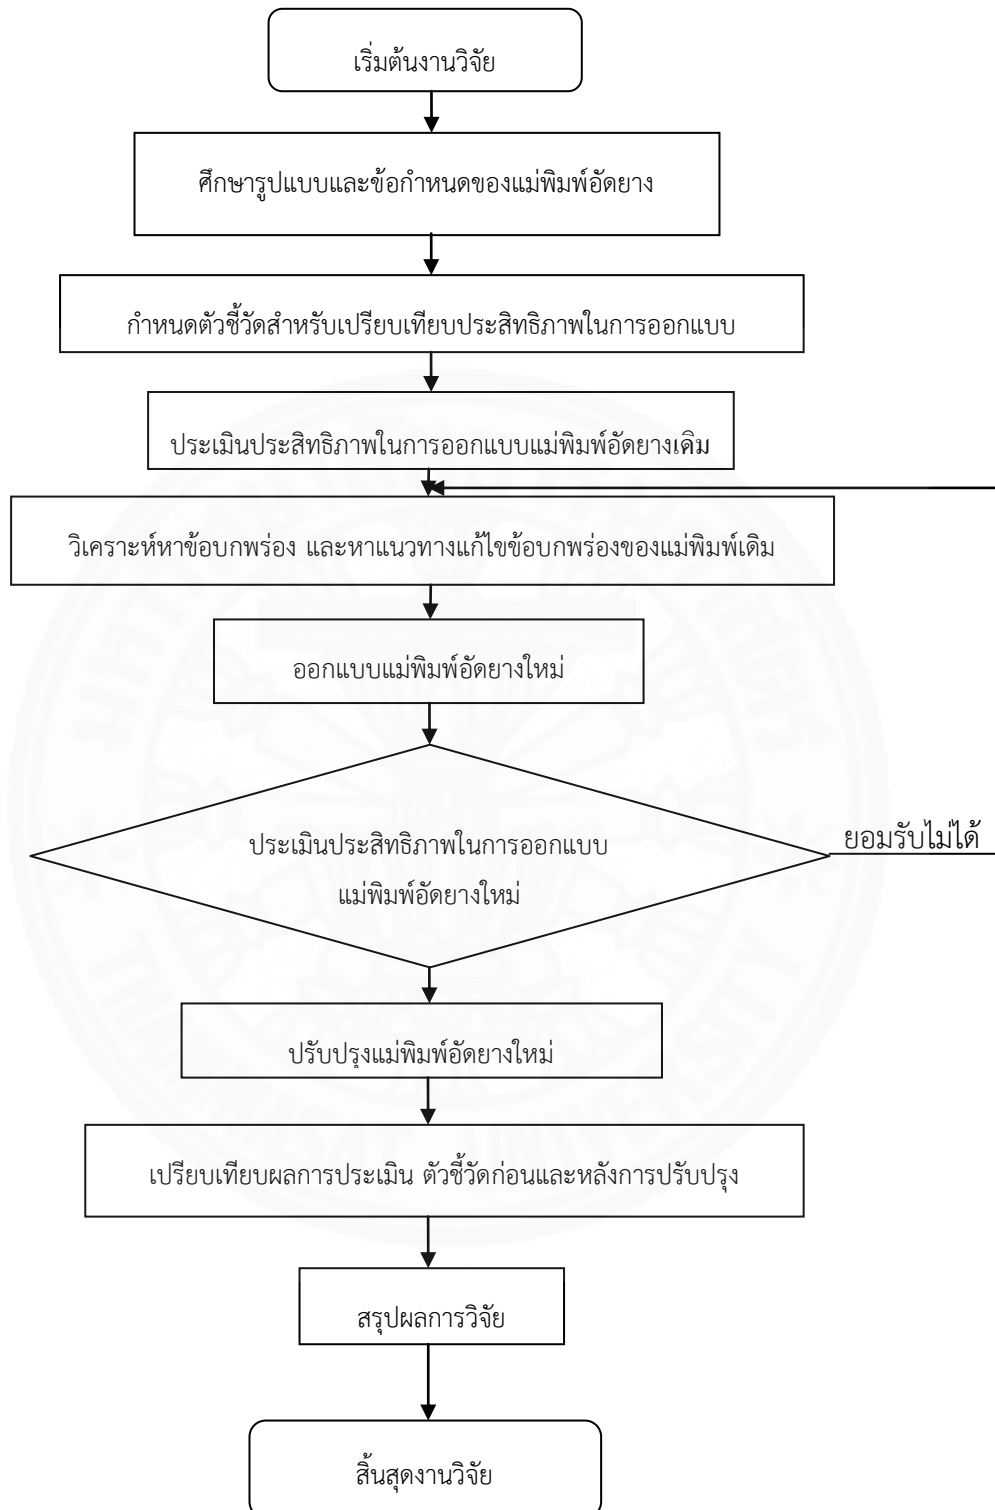 เริ่มต้นงานวิจัย
ศึกษารูปแบบและข้อกำหนดของแม่พิมพ์อัดยาง
กำหนดตัวชี้วัดสำหรับเปรียบเทียบประสิทธิภาพในการออกแบบ
ประเมินประสิทธิภาพในการออกแบบแม่พิมพ์อัดยางเดิม
วิเคราะห์หาข้อบกพร่อง และหาแนวทางแก้ไขข้อบกพร่องของแม่พิมพ์เดิม
ออกแบบแม่พิมพ์อัดยางใหม่
ประเมินประสิทธิภาพในการออกแบบ
แม่พิมพ์อัดยางใหม่
ยอมรับไม่ได้
ปรับปรุงแม่พิมพ์อัดยางใหม่
เปรียบเทียบผลการประเมิน ตัวชี้วัดก่อนและหลังการปรับปรุง
สรุปผลการวิจัย
สิ้นสุดงานวิจัย
THAMMASAT UNIVERSITY